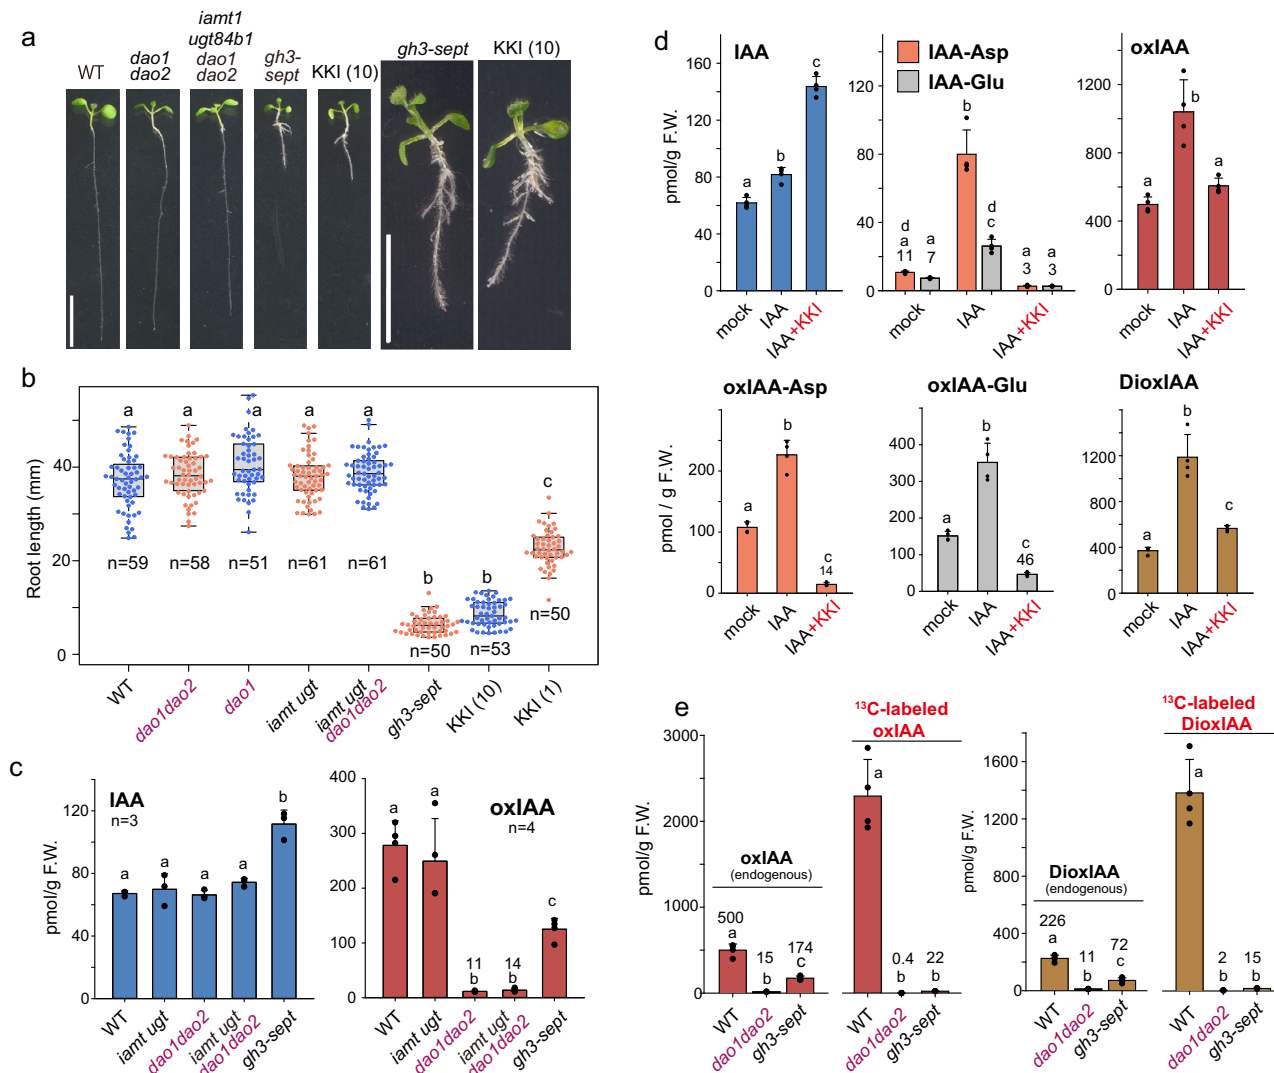 a
WT
dao1
dao2
iamt1
ugt84b1
dao1
dao2
gh3-
sept
KKI (10)
gh3-sept
KKI (10)
b
Root length (mm)
40
20
0
a
a
a
a
a
b
b
c
n=59
n=58
n=51
n=61
n=61
n=50
n=53
n=50
WT
dao1dao2
dao1
iamt ugt
iamt ugt
dao1dao2
gh3-sept
KKI (10)
KKI (1)
c
IAA
n=3
pmol/g F.W.
120
80
40
0
a
a
a
a
b
WT
iamt ugt
dao1dao2
iamt ugt
dao1dao2
gh3-sept
oxIAA
n=4
400
300
200
100
0
a
a
11
b
14
b
c
WT
iamt ugt
dao1dao2
iamt ugt
dao1dao2
gh3-sept
d
IAA
pmol/g F.W.
160
120
80
40
0
a
b
c
mock
IAA
IAA+KKI
IAA-Asp
IAA-Glu
120
80
40
0
d
a
11
a
7
b
d
c
a
3
a
3
mock
IAA
IAA+KKI
oxIAA
1200
800
400
0
a
b
a
mock
IAA
IAA+KKI
oxIAA-Asp
pmol / g F.W.
200
100
0
a
b
c
14
mock
IAA
IAA+KKI
oxIAA-Glu
400
300
200
100
0
a
b
c
46
mock
IAA
IAA+KKI
DioxIAA
1600
1200
800
400
0
a
b
c
mock
IAA
IAA+KKI
e
pmol/g F.W.
3000
2000
1000
0
oxIAA
(endogenous)
500
a
15
b
174
c
WT
dao1dao2
gh3-sept
¹³C-labeled
oxIAA
a
0.4
b
22
b
WT
dao1dao2
gh3-sept
pmol/g F.W.
1600
1200
800
400
0
DioxIAA
(endogenous)
226
a
11
b
72
c
WT
dao1dao2
gh3-sept
¹³C-labeled
DioxIAA
a
2
b
15
b
WT
dao1dao2
gh3-sept